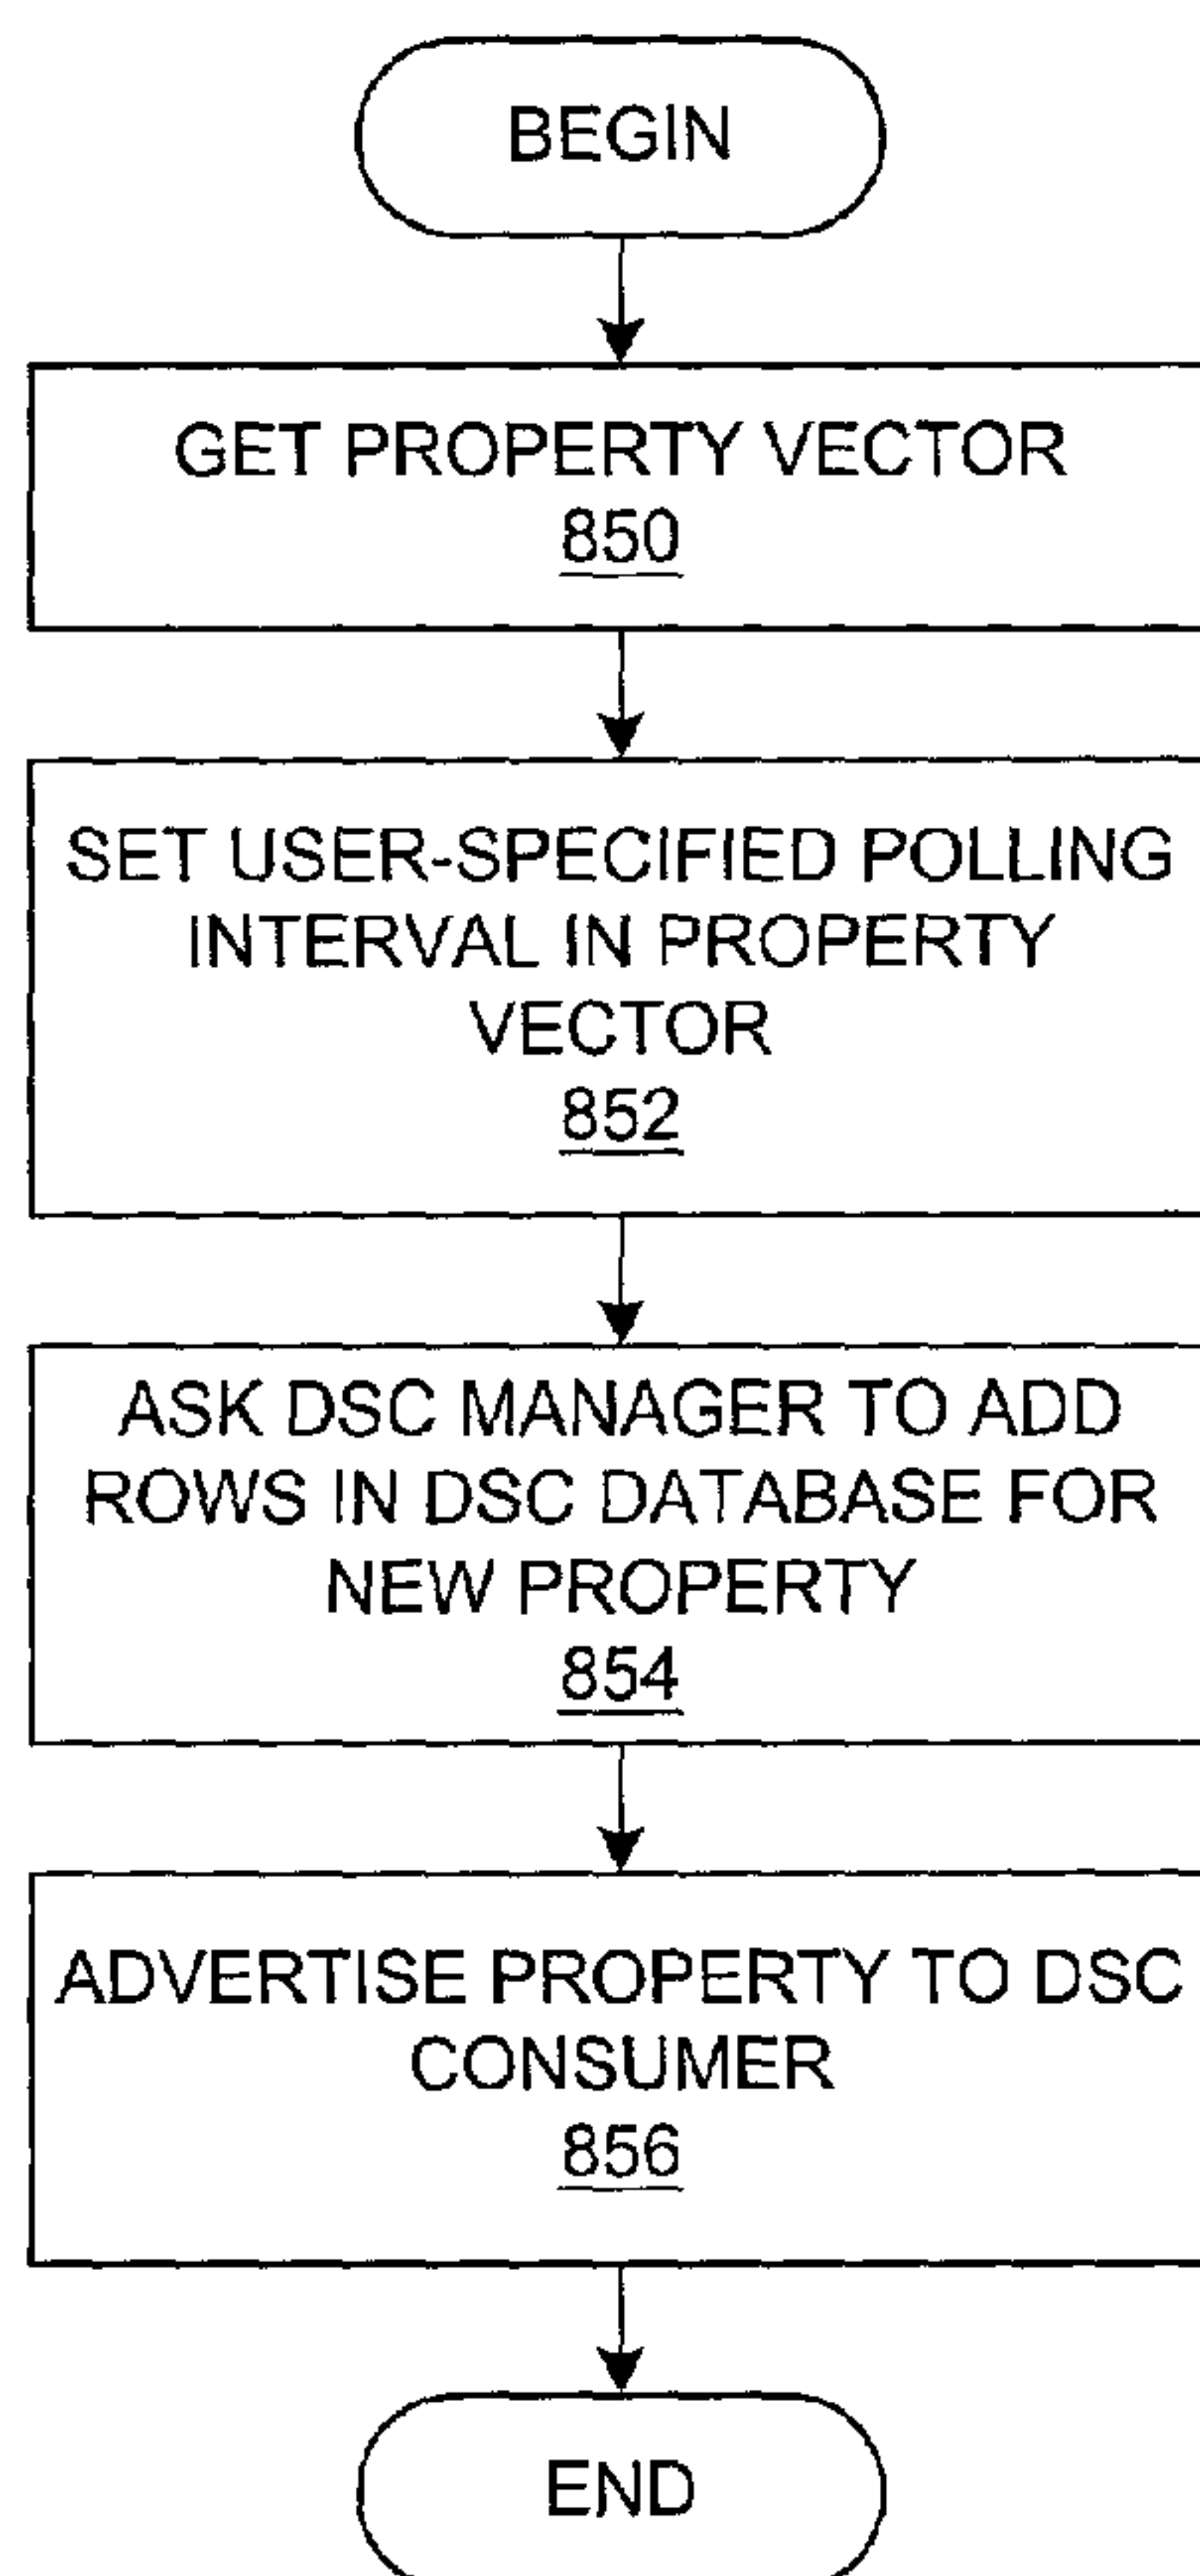 BEGIN
GET PROPERTY VECTOR
850
SET USER-SPECIFIED POLLING
INTERVAL IN PROPERTY
VECTOR
852
ASK DSC MANAGER TO ADD
ROWS IN DSC DATABASE FOR
NEW PROPERTY
854
ADVERTISE PROPERTY TO DSC
CONSUMER
856
END